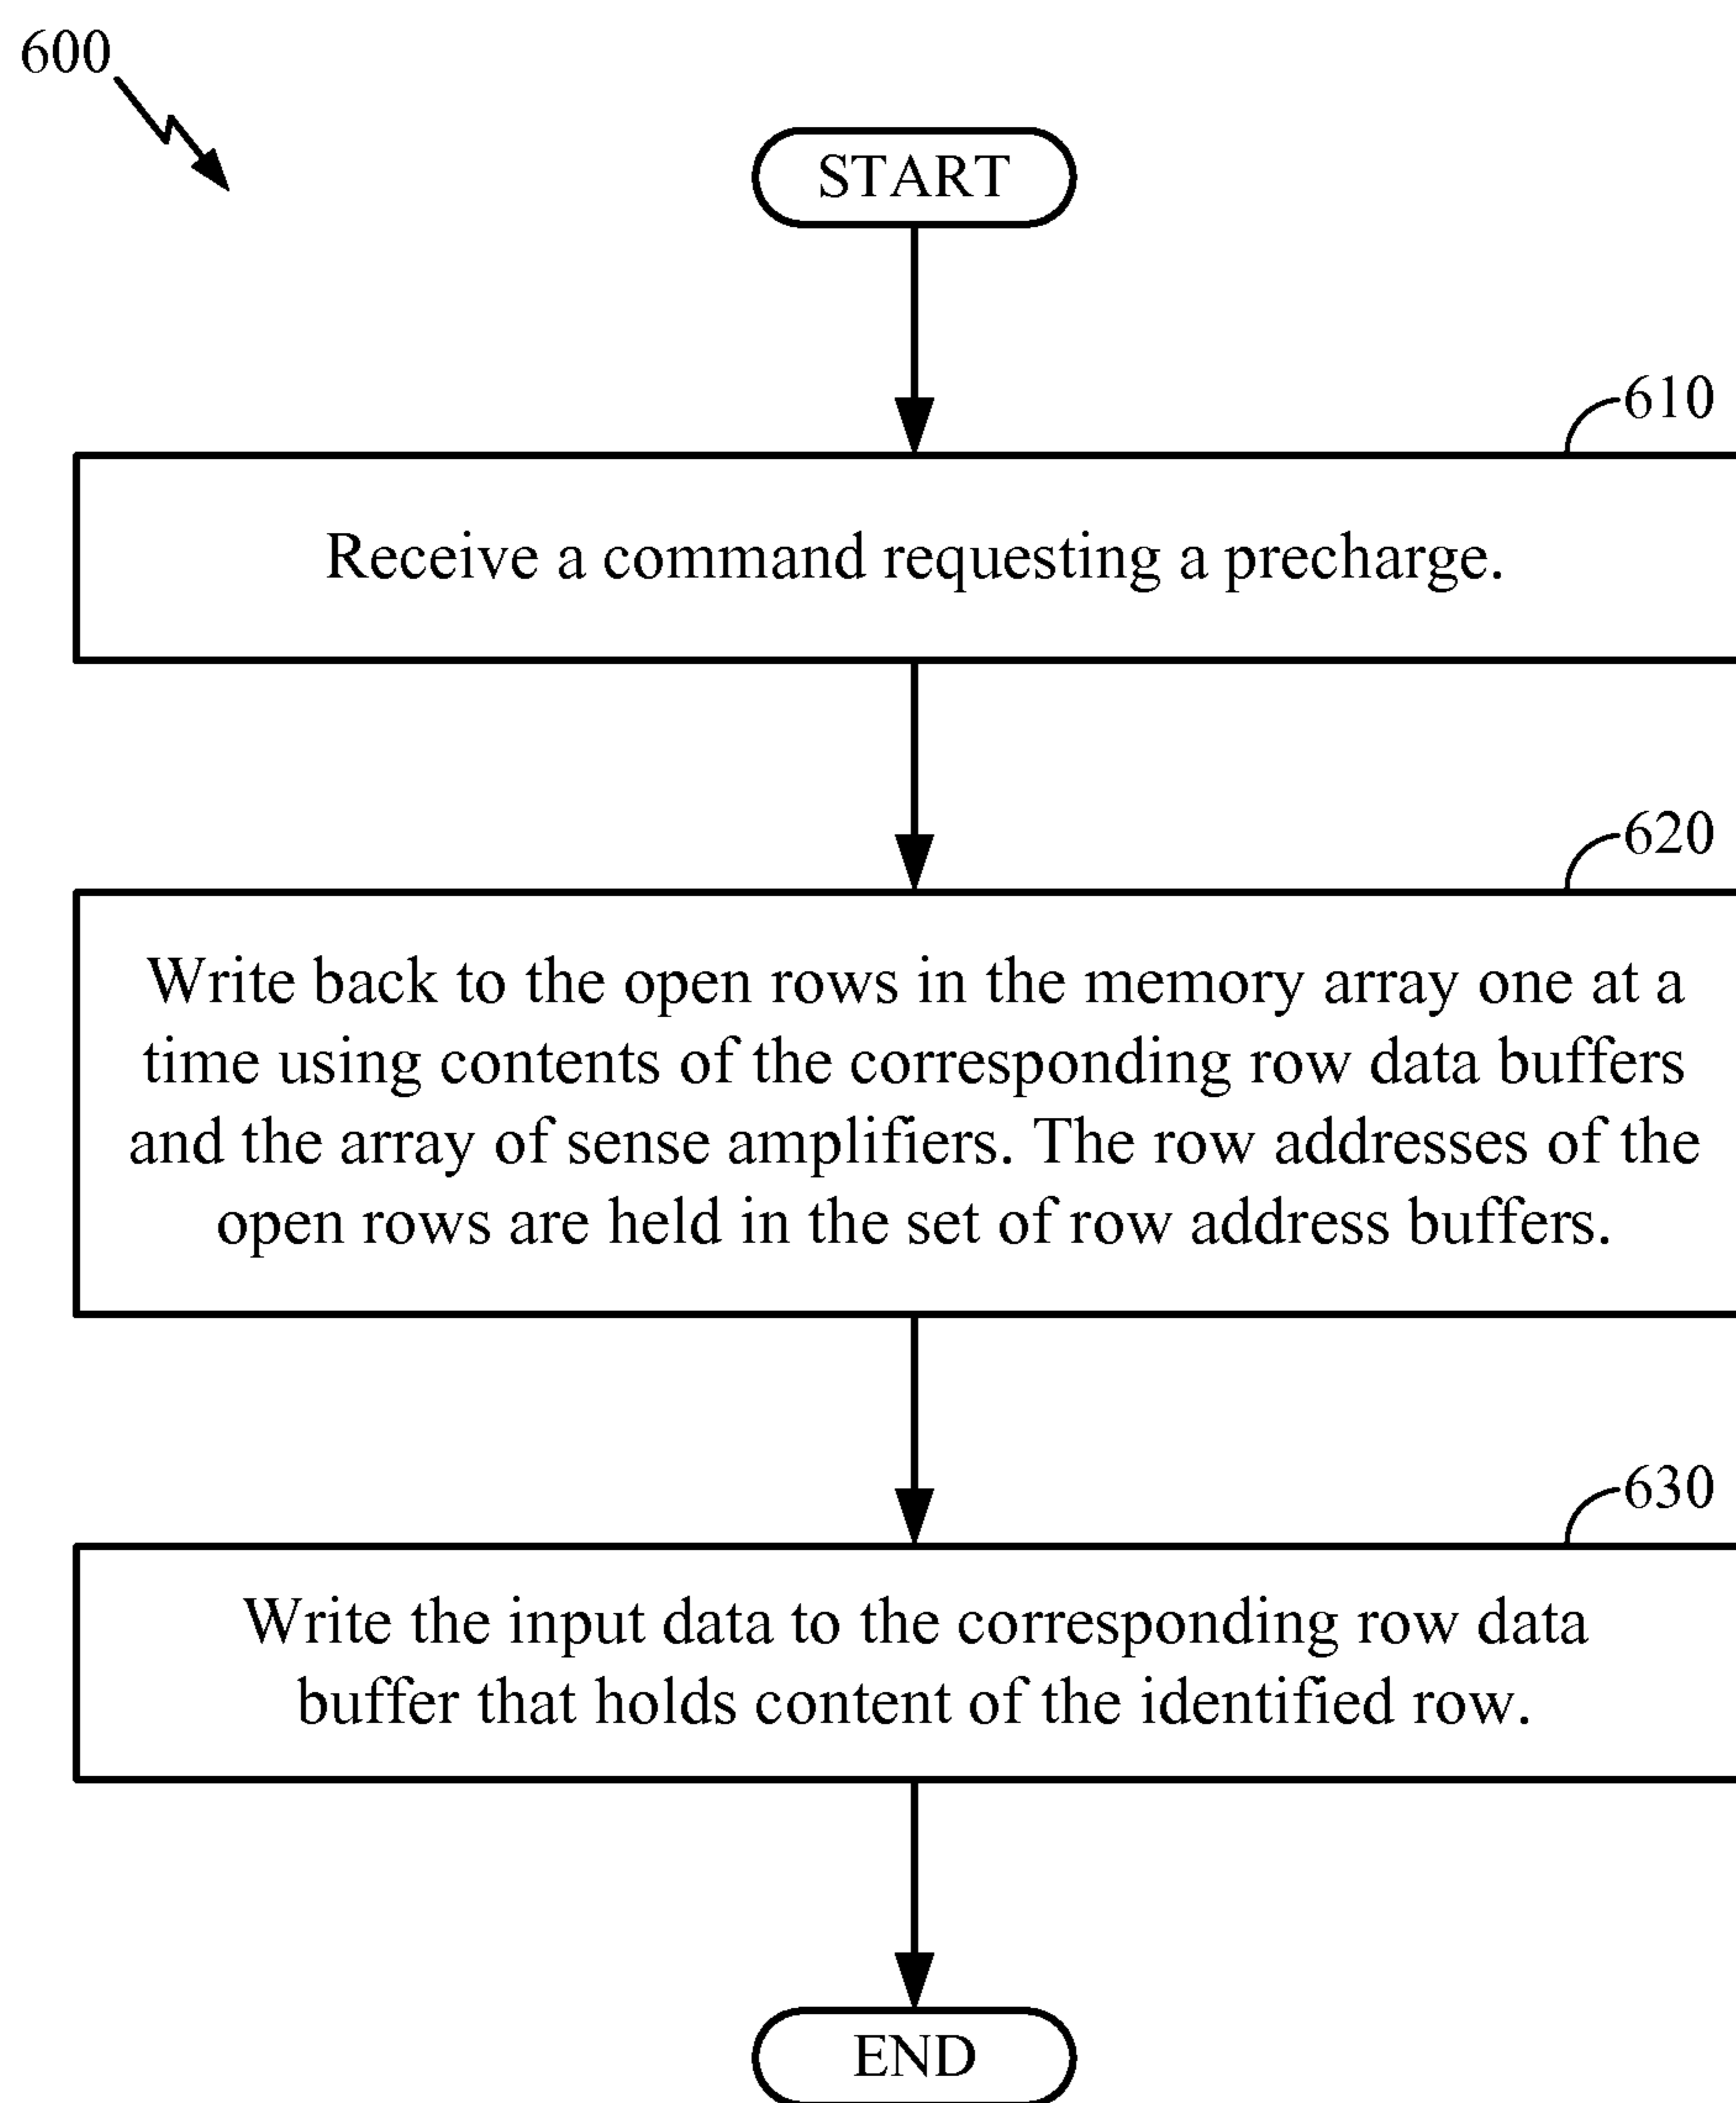 600
START
610
Receive a command requesting a precharge.
620
Write back to the open rows in the memory array one at a
time using contents of the corresponding row data buffers
and the array of sense amplifiers. The row addresses of the
open rows are held in the set of row address buffers.
630
Write the input data to the corresponding row data
buffer that holds content of the identified row.
END